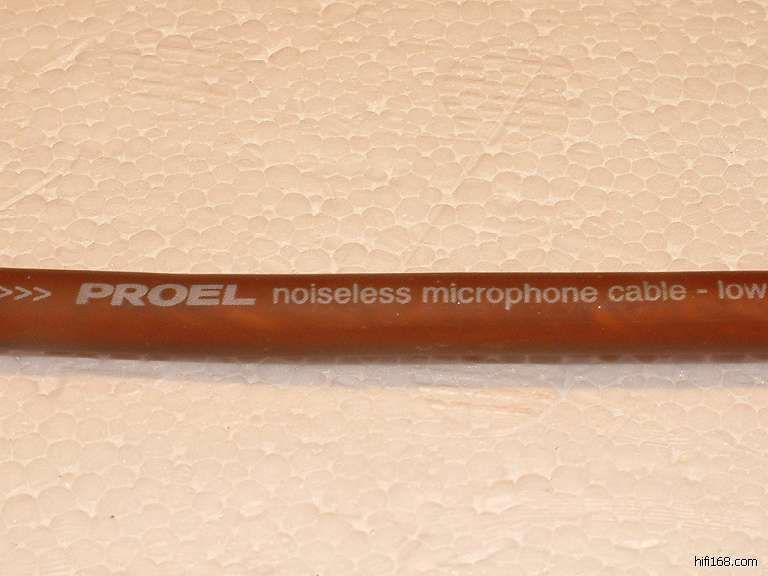 >>> PROEL noiseless microphone cable - low
hifi168.com